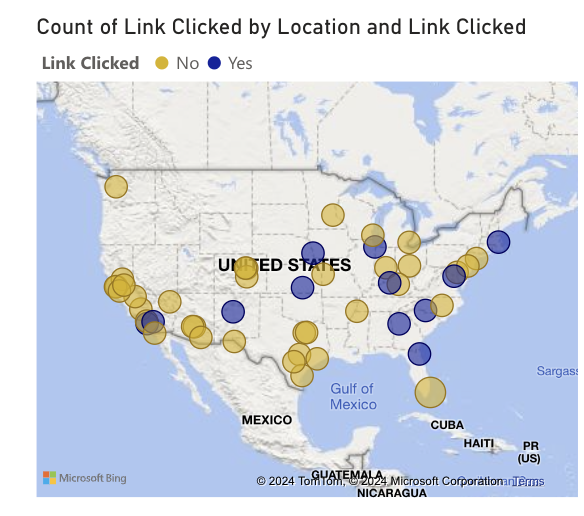 Count of Link Clicked by Location and Link Clicked
Link Clicked No Yes
UNITED STATES
Sargass
Gulf of
Mexico
MEXICO
CUBA
HAITI
PR
(US)
GUATEMALA
NICARAGUA
Microsoft Bing
© 2024 TomTom, © 2024 Microsoft Corporation Terms